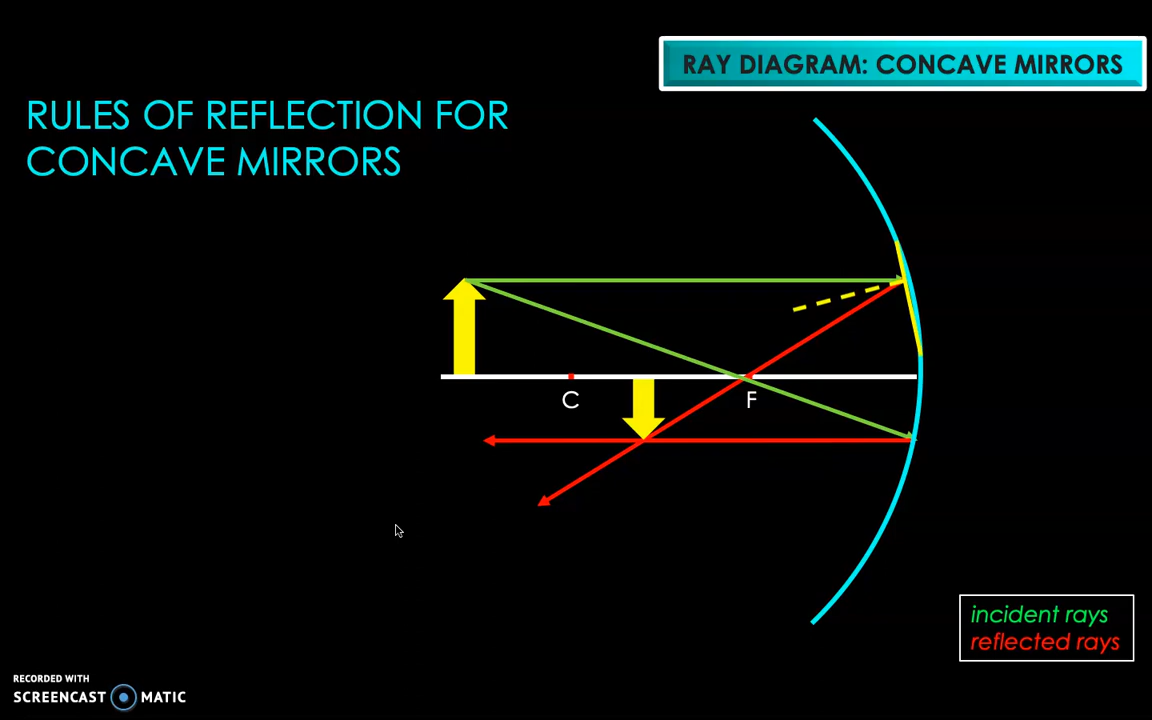 RAY DIAGRAM: CONCAVE MIRRORS
RULES OF REFLECTION FOR
CONCAVE MIRRORS
C
F
incident rays
reflected rays
RECORDED WITH
SCREENCAST MATIC